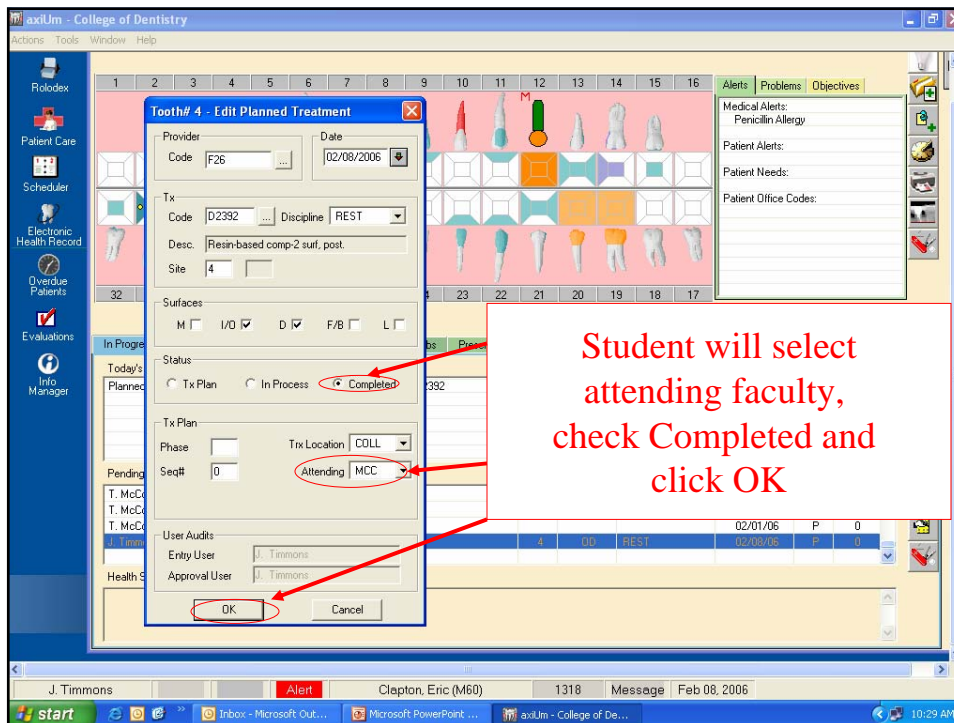 axiUm - College of Dentistry
Actions Tools Window Help
Rolodex
Patient Care
Scheduler
Electronic
Health Record
Overdue
Patients
Evaluations
Info
Manager
1 2 3 4 5 6 7 8 9 10 11 12 13 14 15 16
M
Alerts Problems Objectives
Medical Alerts:
Penicillin Allergy
Patient Alerts:
Patient Needs:
Patient Office Codes:
Tooth# 4 - Edit Planned Treatment
Provider
Code F26 ...
Date
02/08/2006
Tx
Code D2392 ... Discipline REST
Desc. Resin-based comp-2 surf, post.
Site 4
Surfaces
M I/O D F/B L
Status
Tx Plan In Process Completed
Tx Plan
Phase Trx Location COLL
Seq# 0 Attending MCC
User Audits
Entry User J. Timmons
Approval User J. Timmons
OK Cancel
32 23 22 21 20 19 18 17
In Progre
Today's
Planned
Pending
T. McCo
T. McCo
T. McCo 02/01/06 P 0
J. Timm 4 OD REST 02/08/06 P 0
Health S
Student will select
attending faculty,
check Completed and
click OK
J. Timmons Alert Clapton, Eric (M60) 1318 Message Feb 08, 2006
start Inbox - Microsoft Out... Microsoft PowerPoint ... axiUm - College of De... 10:29 AM